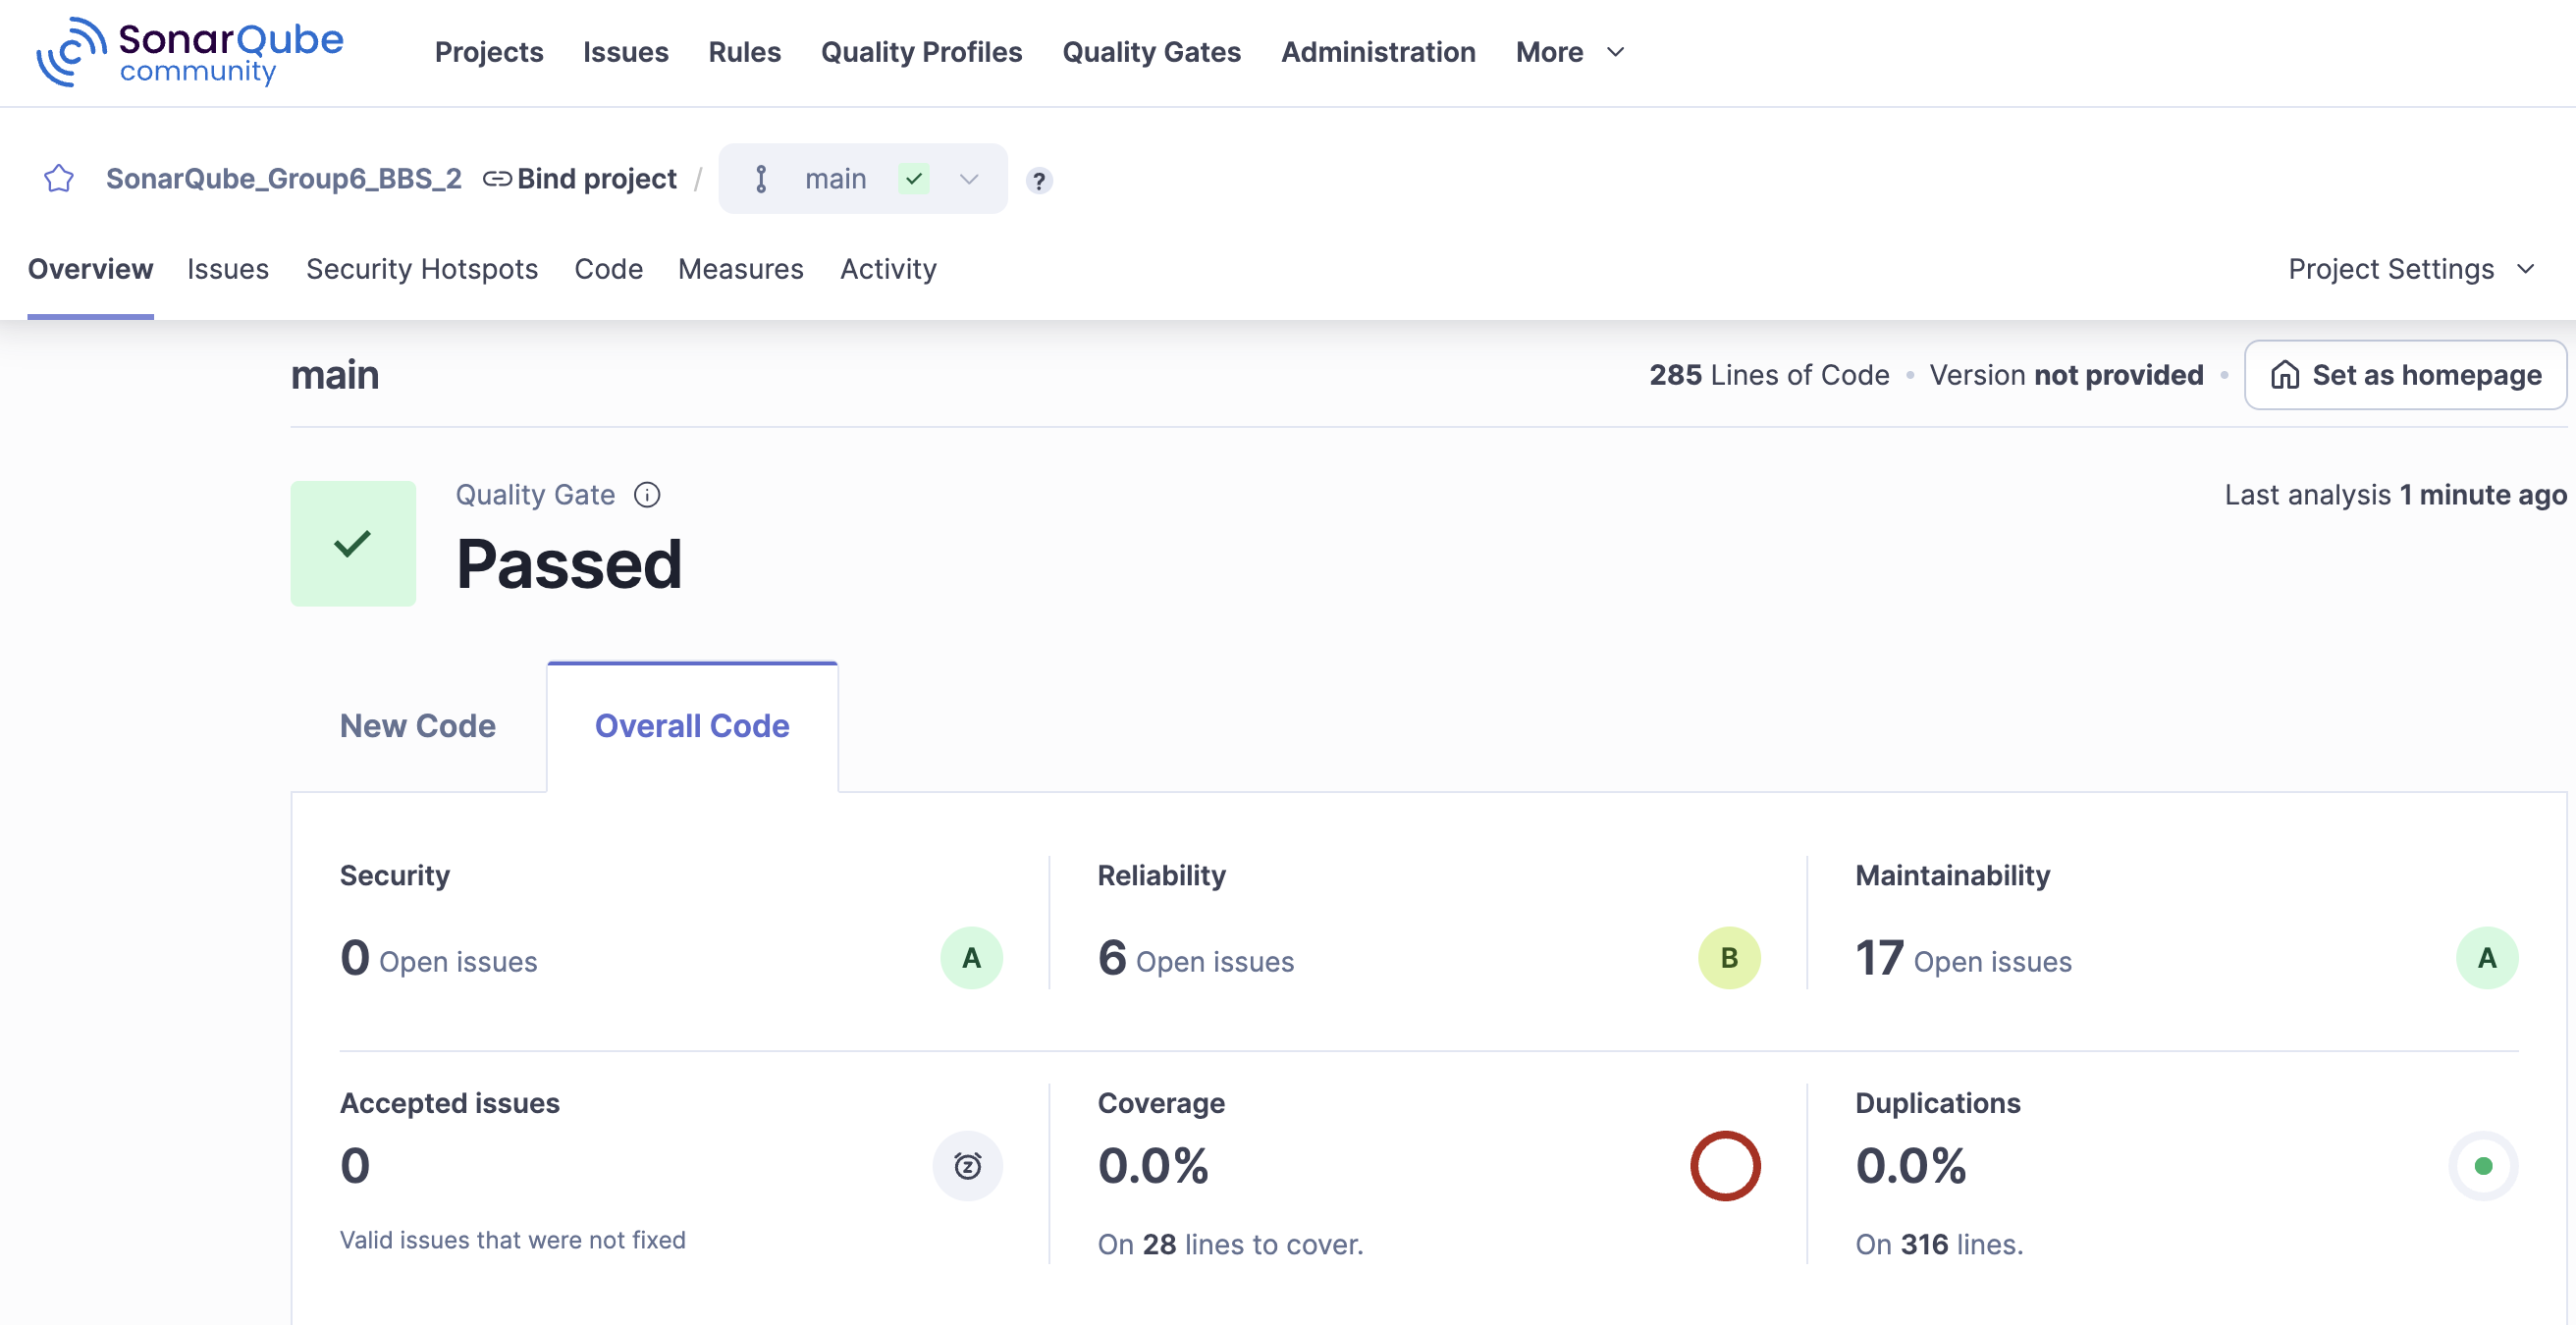 SonarQube
community
Projects Issues Rules Quality Profiles Quality Gates Administration More
SonarQube_Group6_BBS_2 Bind project / main ?
Overview Issues Security Hotspots Code Measures Activity Project Settings
main 285 Lines of Code • Version not provided • Set as homepage
Quality Gate Last analysis 1 minute ago
Passed
New Code Overall Code
Security Reliability Maintainability
0 Open issues A 6 Open issues B 17 Open issues A
Accepted issues Coverage Duplications
0 0.0% 0.0%
Valid issues that were not fixed On 28 lines to cover. On 316 lines.